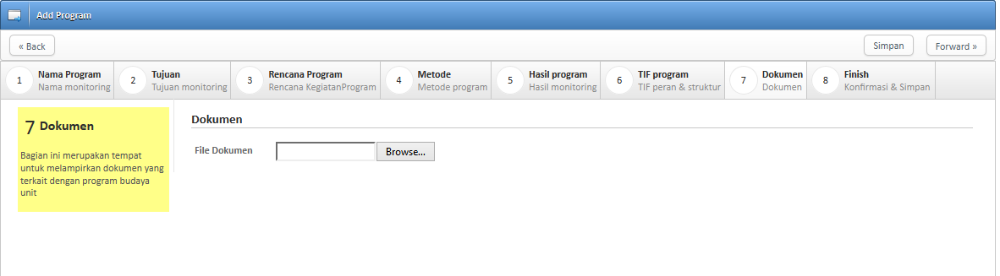 Add Program
« Back
Simpan
Forward »
1 Nama Program
Nama monitoring
2 Tujuan
Tujuan monitoring
3 Rencana Program
Rencana KegiatanProgram
4 Metode
Metode program
5 Hasil program
Hasil monitoring
6 TIF program
TIF peran & struktur
7 Dokumen
Dokumen
8 Finish
Konfirmasi & Simpan
7 Dokumen
Bagian ini merupakan tempat
untuk melampirkan dokumen yang
terkait dengan program budaya
unit
Dokumen
File Dokumen
Browse...